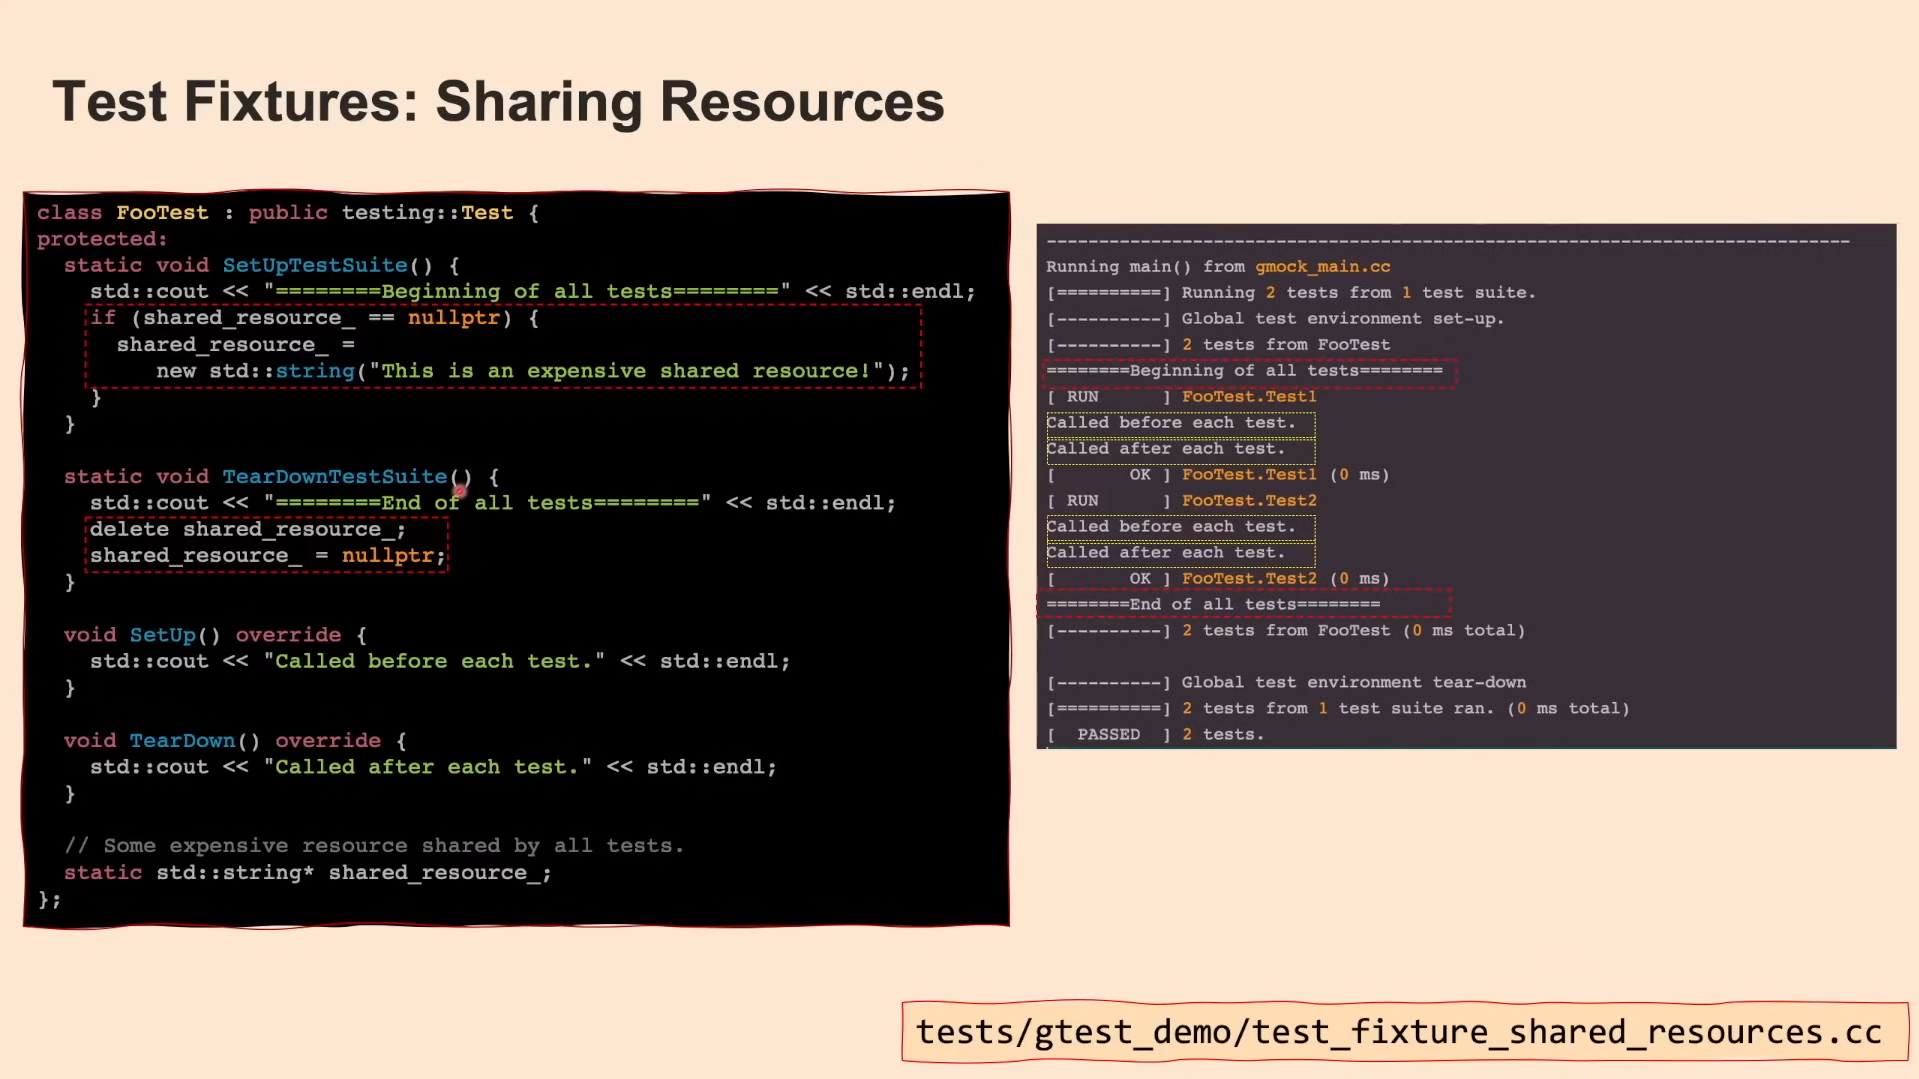 Test Fixtures: Sharing Resources
class FooTest : public testing::Test {
protected:
  static void SetUpTestSuite() {
    std::cout << "========Beginning of all tests========" << std::endl;
    if (shared_resource_ == nullptr) {
      shared_resource_ =
         new std::string("This is an expensive shared resource!");
    }
  }

  static void TearDownTestSuite() {
    std::cout << "========End of all tests========" << std::endl;
    delete shared_resource_;
    shared_resource_ = nullptr;
  }

  void SetUp() override {
    std::cout << "Called before each test." << std::endl;
  }

  void TearDown() override {
    std::cout << "Called after each test." << std::endl;
  }

  // Some expensive resource shared by all tests.
  static std::string* shared_resource_;
};
-----------------------------------------------------------------------------
Running main() from gmock_main.cc
[==========] Running 2 tests from 1 test suite.
[----------] Global test environment set-up.
[----------] 2 tests from FooTest
========Beginning of all tests========
[ RUN      ] FooTest.Test1
Called before each test.
Called after each test.
[       OK ] FooTest.Test1 (0 ms)
[ RUN      ] FooTest.Test2
Called before each test.
Called after each test.
[       OK ] FooTest.Test2 (0 ms)
========End of all tests========
[----------] 2 tests from FooTest (0 ms total)

[----------] Global test environment tear-down
[==========] 2 tests from 1 test suite ran. (0 ms total)
[  PASSED  ] 2 tests.
tests/gtest_demo/test_fixture_shared_resources.cc